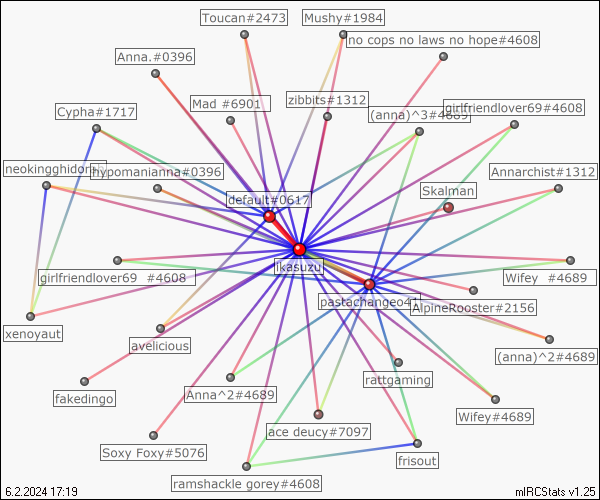 Toucan#2473
Mushy#1984
no cops no laws no hope#4608
Anna.#0396
Mad #6901
zibbits#1312
(anna)^3#4689
girlfriendlover69#4608
Cypha#1717
neokingghidorah
hypomanianna#0396
Annarchist#1312
Skalman
default#0617
jikasuzu
girlfriendlover69 #4608
pastachangeo41
Wifey #4689
AlpineRooster#2156
xenoyaut
avelicious
(anna)^2#4689
rattgaming
fakedingo
Anna^2#4689
Wifey#4689
ace deucy#7097
Soxy Foxy#5076
frisout
ramshackle gorey#4608
6.2.2024 17:19
mIRCStats v1.25